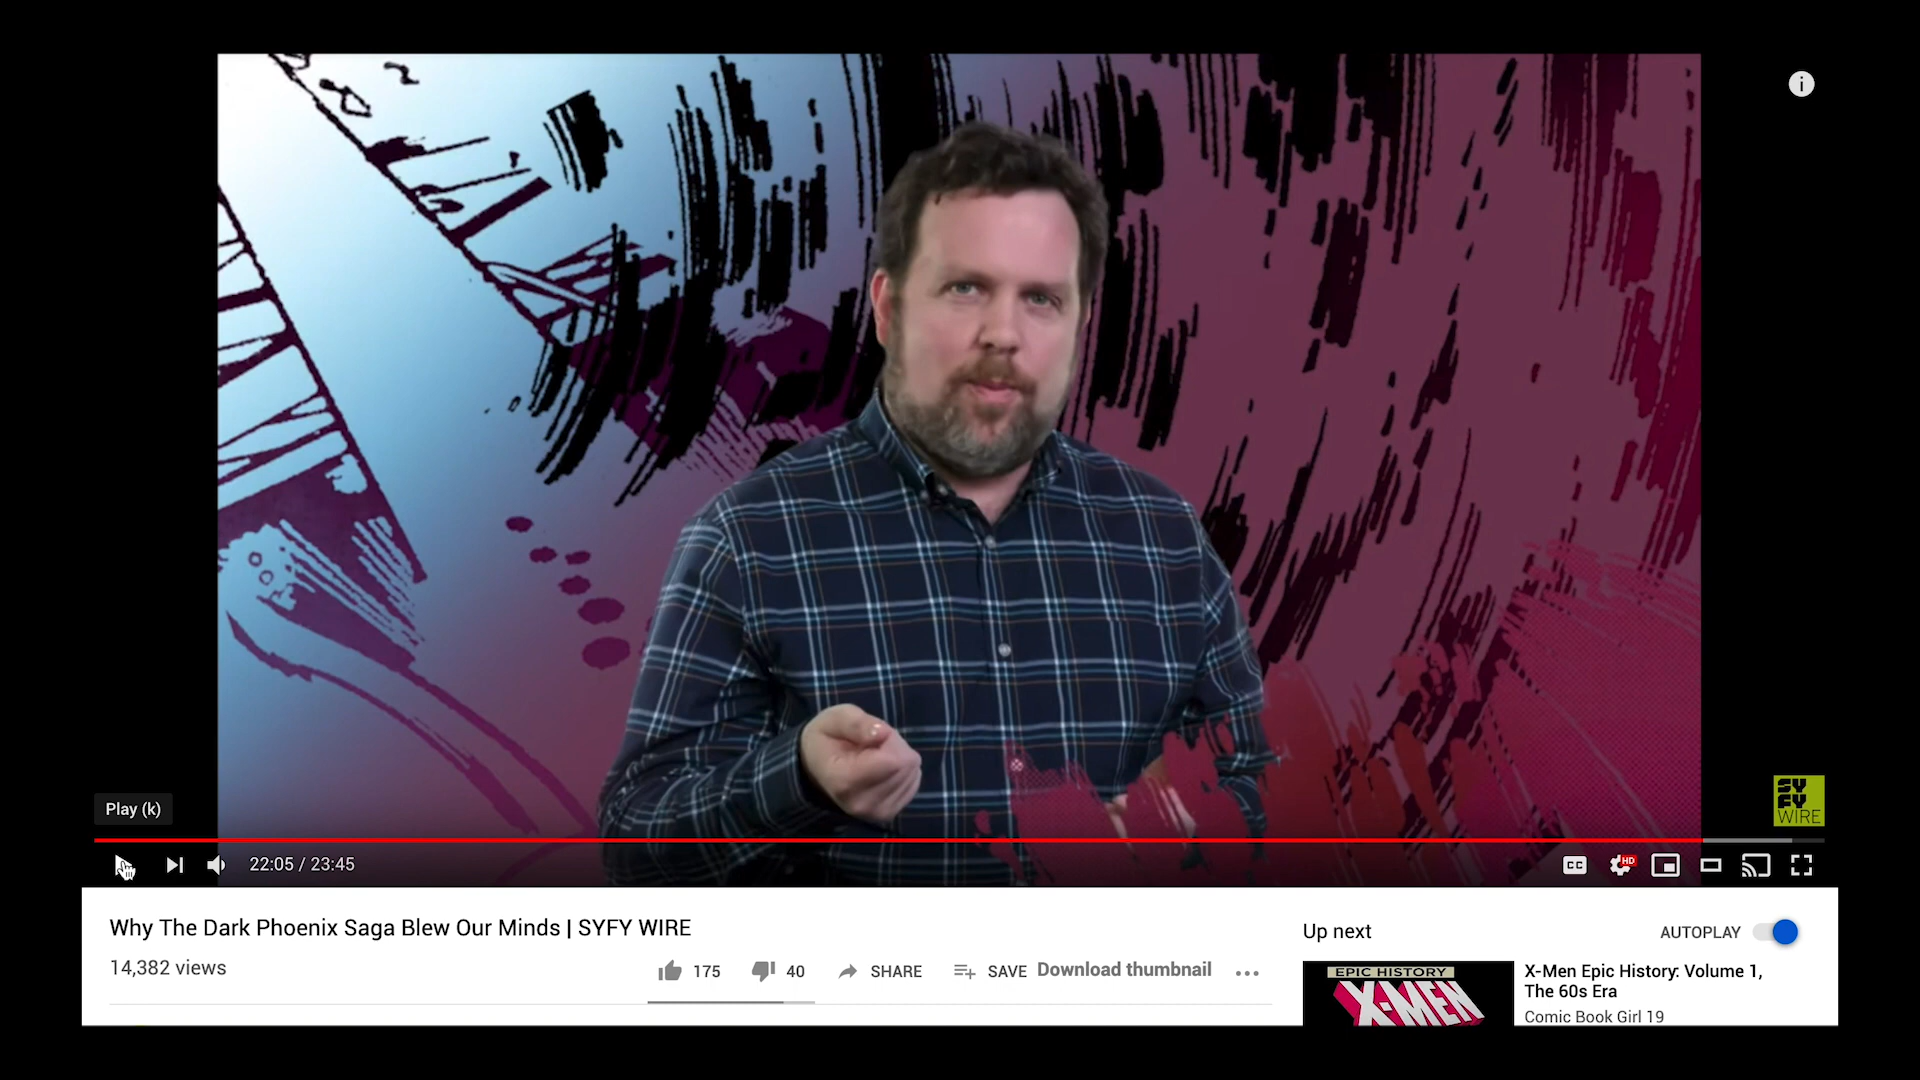 SY
FY
WIRE
Play (k)
22:05 / 23:45
CC
HD
Why The Dark Phoenix Saga Blew Our Minds | SYFY WIRE
14,382 views
175
40
SHARE
SAVE
Download thumbnail
Up next
AUTOPLAY
EPIC HISTORY
X-MEN
X-Men Epic History: Volume 1,
The 60s Era
Comic Book Girl 19